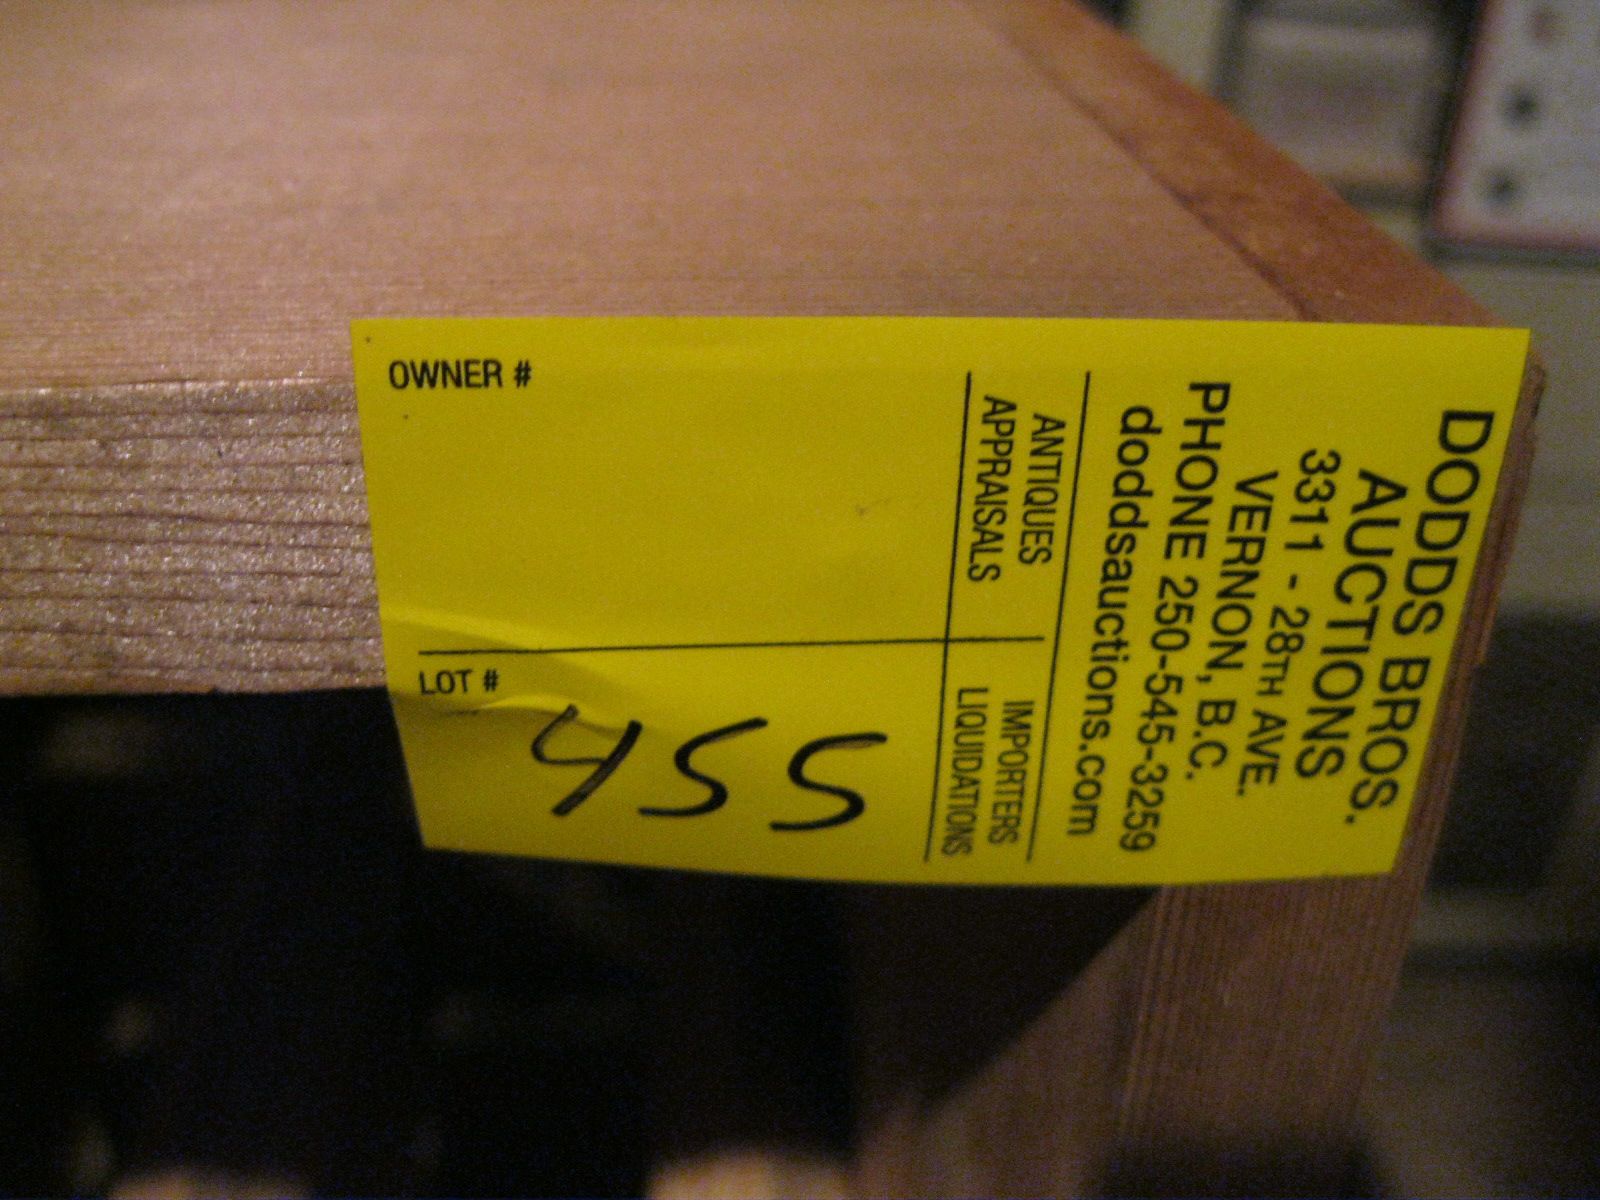 DODDS BROS.
AUCTIONS
3311 - 28TH AVE.
VERNON, B.C.
PHONE 250-545-3259
doddsauctions.com
ANTIQUES
APPRAISALS
IMPORTERS
LIQUIDATIONS
OWNER #
LOT #
455